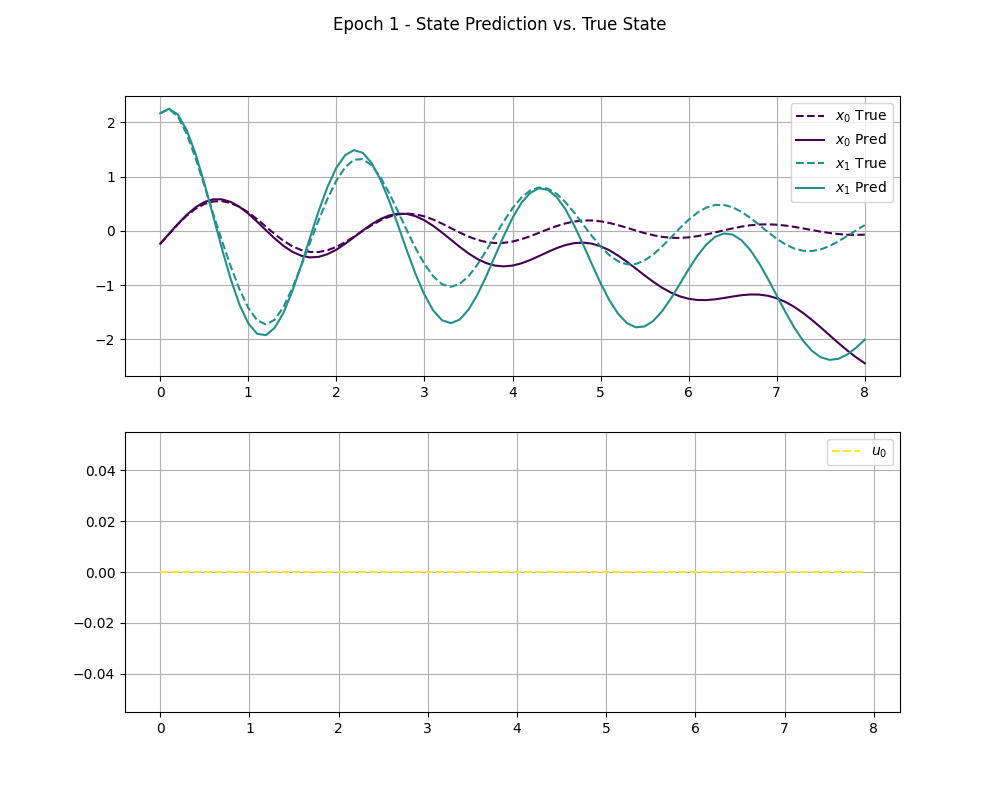 Epoch 1 - State Prediction vs. True State
x₀ True
x₀ Pred
x₁ True
x₁ Pred
2
1
0
−1
−2
0 1 2 3 4 5 6 7 8
u₀
0.04
0.02
0.00
−0.02
−0.04
0 1 2 3 4 5 6 7 8